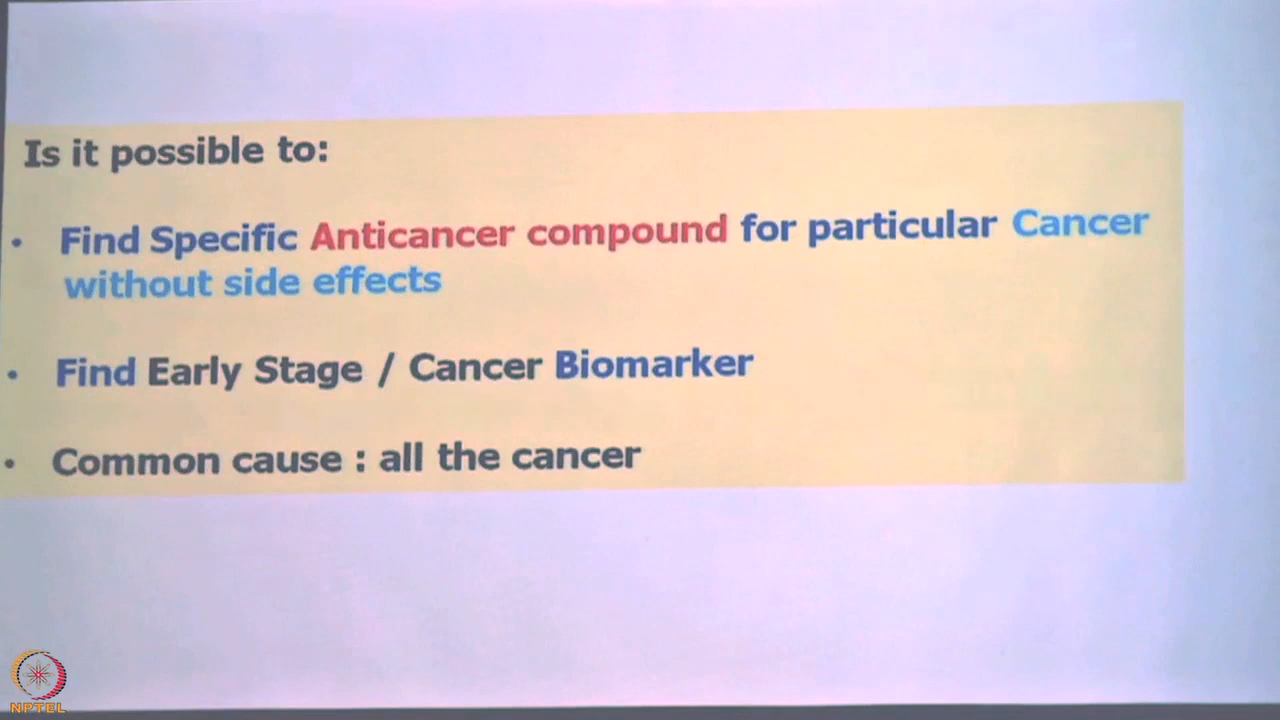 Is it possible to:
• Find Specific Anticancer compound for particular Cancer
without side effects
• Find Early Stage / Cancer Biomarker
• Common cause : all the cancer
NPTEL